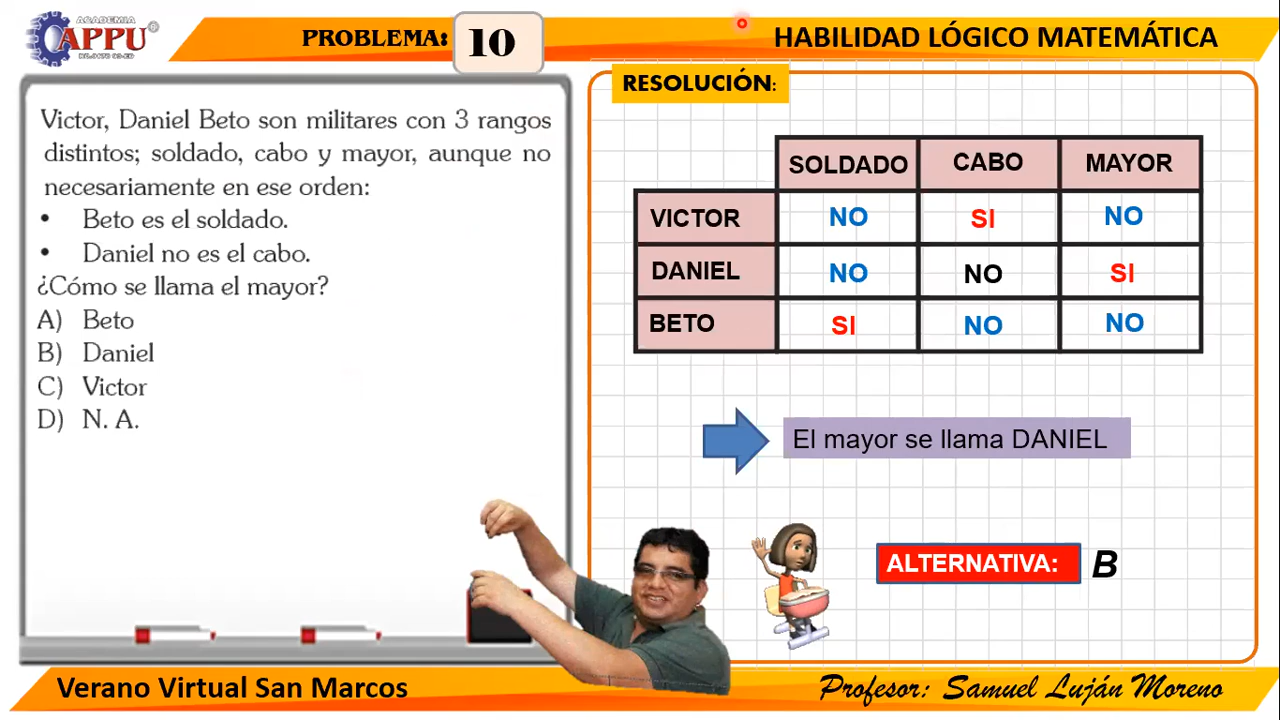 ACADEMIA
APPU
PROBLEMA:
10
HABILIDAD LÓGICO MATEMÁTICA
Victor, Daniel Beto son militares con 3 rangos
distintos; soldado, cabo y mayor, aunque no
necesariamente en ese orden:
• Beto es el soldado.
• Daniel no es el cabo.
¿Cómo se llama el mayor?
A) Beto
B) Daniel
C) Victor
D) N. A.
RESOLUCIÓN:
SOLDADO CABO MAYOR
VICTOR NO SI NO
DANIEL NO NO SI
BETO SI NO NO
El mayor se llama DANIEL
ALTERNATIVA: B
Verano Virtual San Marcos
Profesor: Samuel Luján Moreno